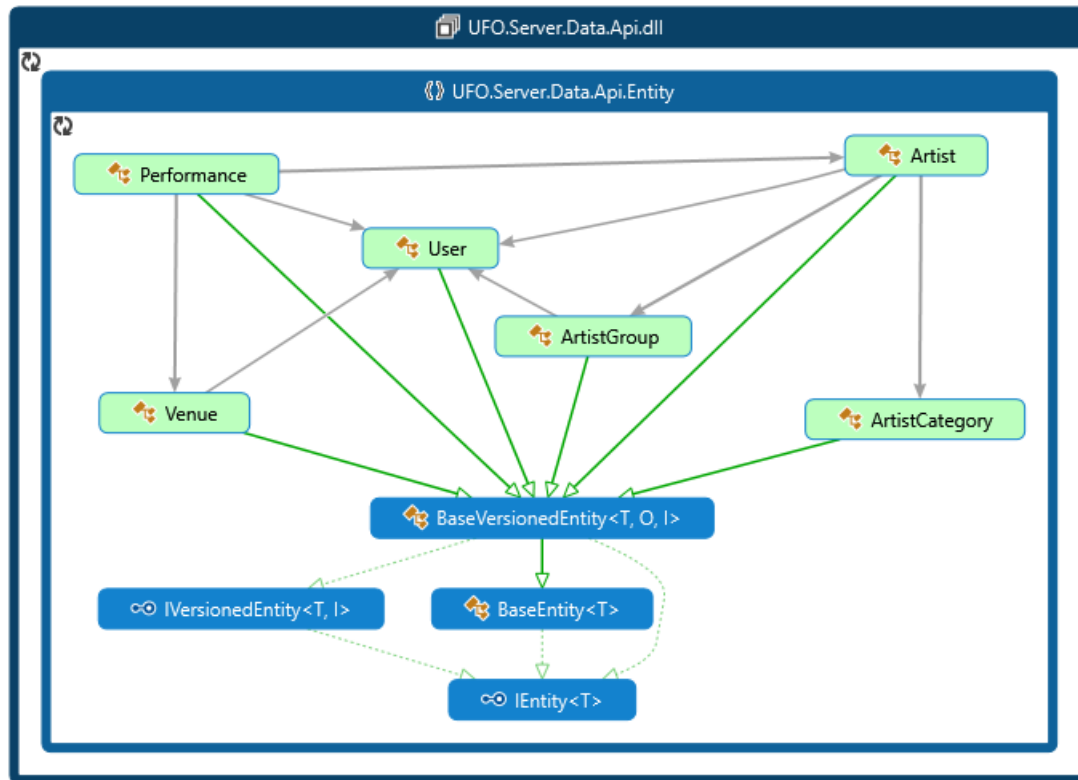 UFO.Server.Data.Api.dll
UFO.Server.Data.Api.Entity
Performance
Artist
User
ArtistGroup
Venue
ArtistCategory
BaseVersionedEntity<T, O, I>
IVersionedEntity<T, I>
BaseEntity<T>
IEntity<T>